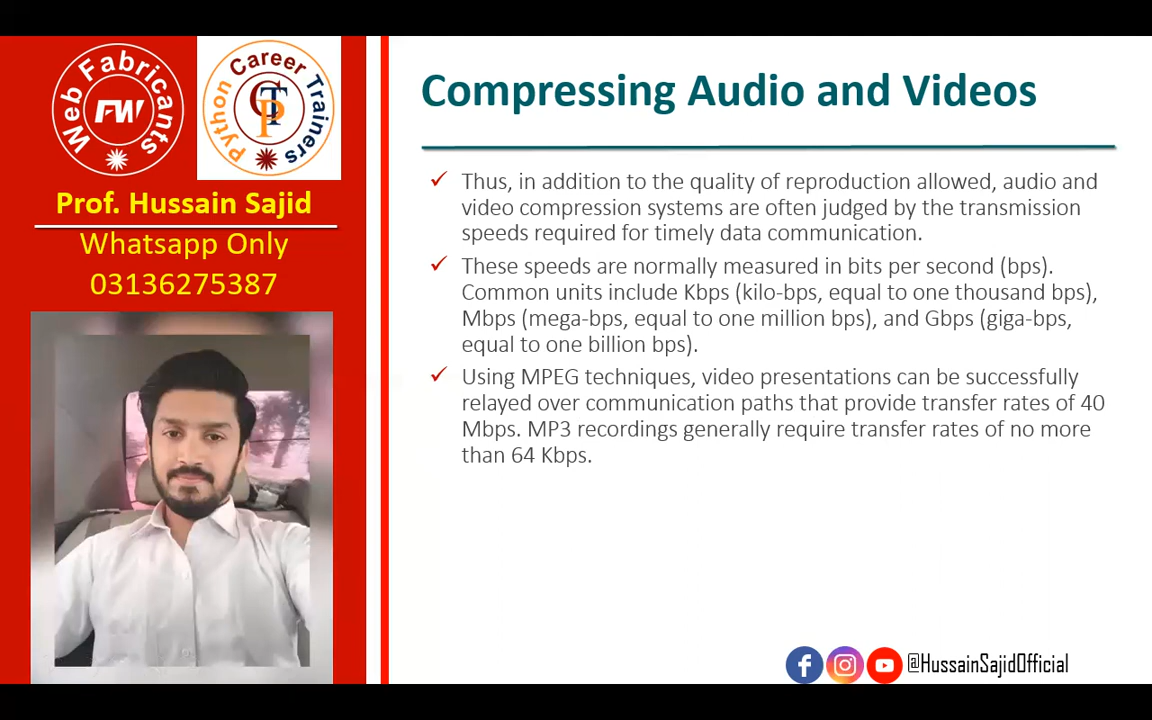 Web Fabricants
FW
Python Career Trainers
CTP
Prof. Hussain Sajid
Whatsapp Only
03136275387
Compressing Audio and Videos
Thus, in addition to the quality of reproduction allowed, audio and
video compression systems are often judged by the transmission
speeds required for timely data communication.
These speeds are normally measured in bits per second (bps).
Common units include Kbps (kilo-bps, equal to one thousand bps),
Mbps (mega-bps, equal to one million bps), and Gbps (giga-bps,
equal to one billion bps).
Using MPEG techniques, video presentations can be successfully
relayed over communication paths that provide transfer rates of 40
Mbps. MP3 recordings generally require transfer rates of no more
than 64 Kbps.
@HussainSajidOfficial